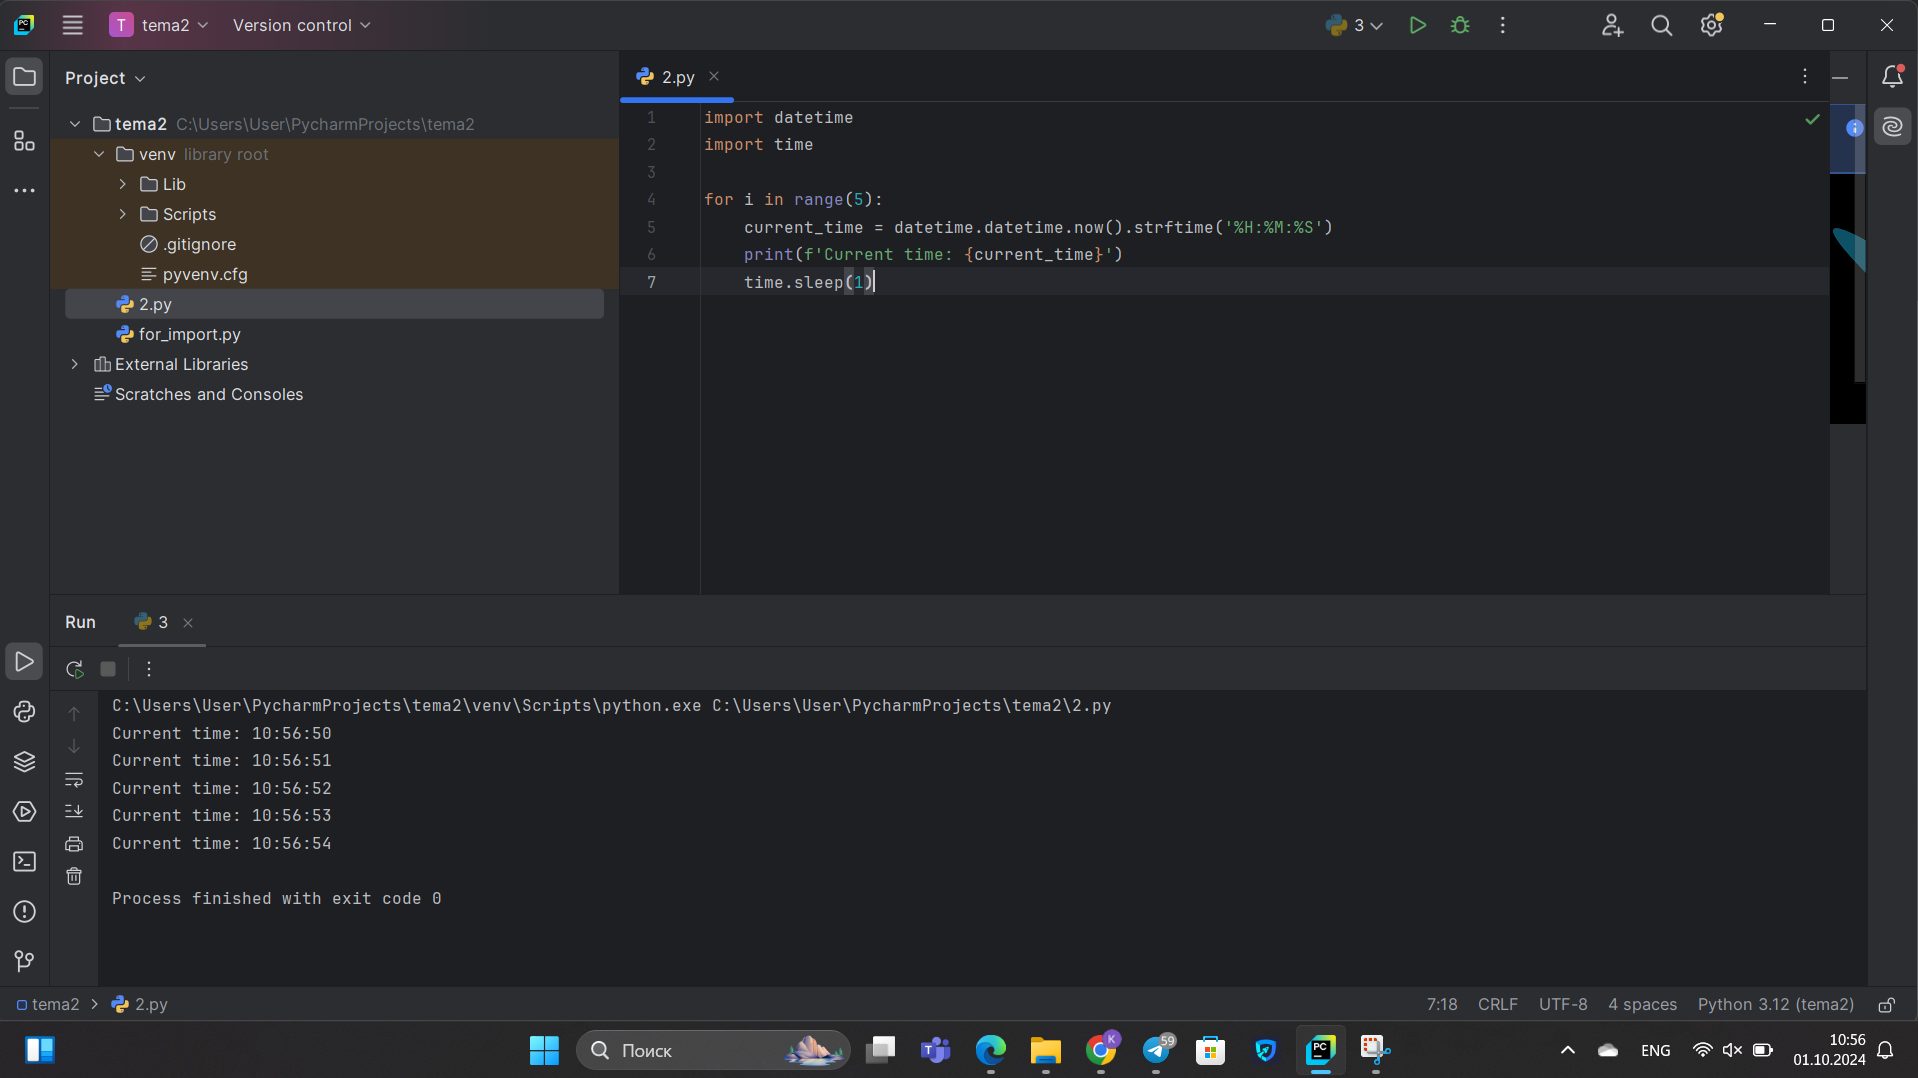 T tema2 Version control 3
Project
2.py
tema2 C:\Users\User\PycharmProjects\tema2
venv library root
Lib
Scripts
.gitignore
pyvenv.cfg
2.py
for_import.py
External Libraries
Scratches and Consoles
1 import datetime
2 import time
3
4 for i in range(5):
5 current_time = datetime.datetime.now().strftime('%H:%M:%S')
6 print(f'Current time: {current_time}')
7 time.sleep(1)
Run 3
C:\Users\User\PycharmProjects\tema2\venv\Scripts\python.exe C:\Users\User\PycharmProjects\tema2\2.py
Current time: 10:56:50
Current time: 10:56:51
Current time: 10:56:52
Current time: 10:56:53
Current time: 10:56:54
Process finished with exit code 0
tema2 2.py 7:18 CRLF UTF-8 4 spaces Python 3.12 (tema2)
Поиск
K
59
PC
ENG
10:56
01.10.2024